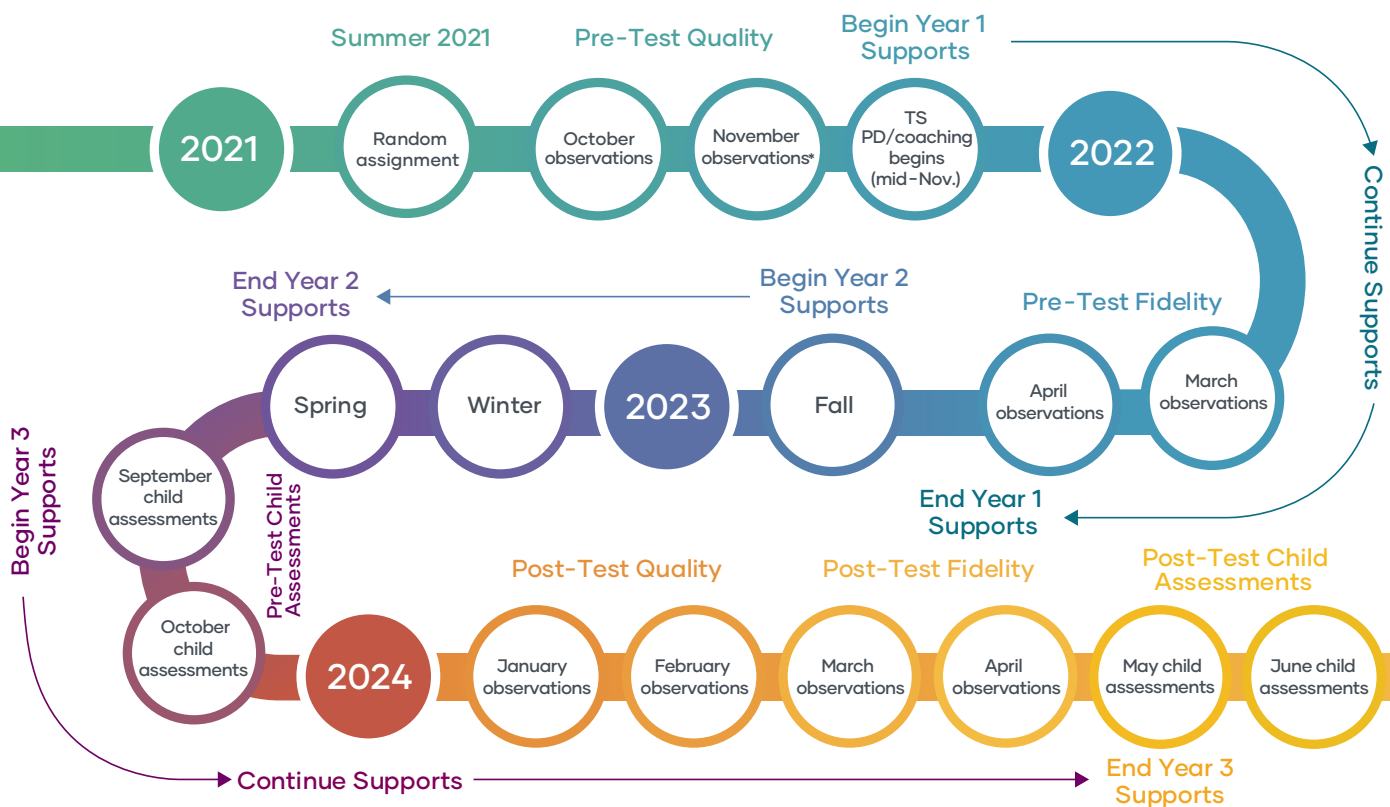 Summer 2021
Pre-Test Quality
Begin Year 1
Supports
2021
Random
assignment
October
observations
November
observations*
TS
PD/coaching
begins
(mid-Nov.)
2022
Continue Supports
End Year 2
Supports
Begin Year 2
Supports
Pre-Test Fidelity
Spring
Winter
2023
Fall
April
observations
March
observations
End Year 1
Supports
Begin Year 3
Supports
September
child
assessments
Pre-Test Child
Assessments
October
child
assessments
Post-Test Quality
Post-Test Fidelity
Post-Test Child
Assessments
2024
January
observations
February
observations
March
observations
April
observations
May child
assessments
June child
assessments
Continue Supports
End Year 3
Supports